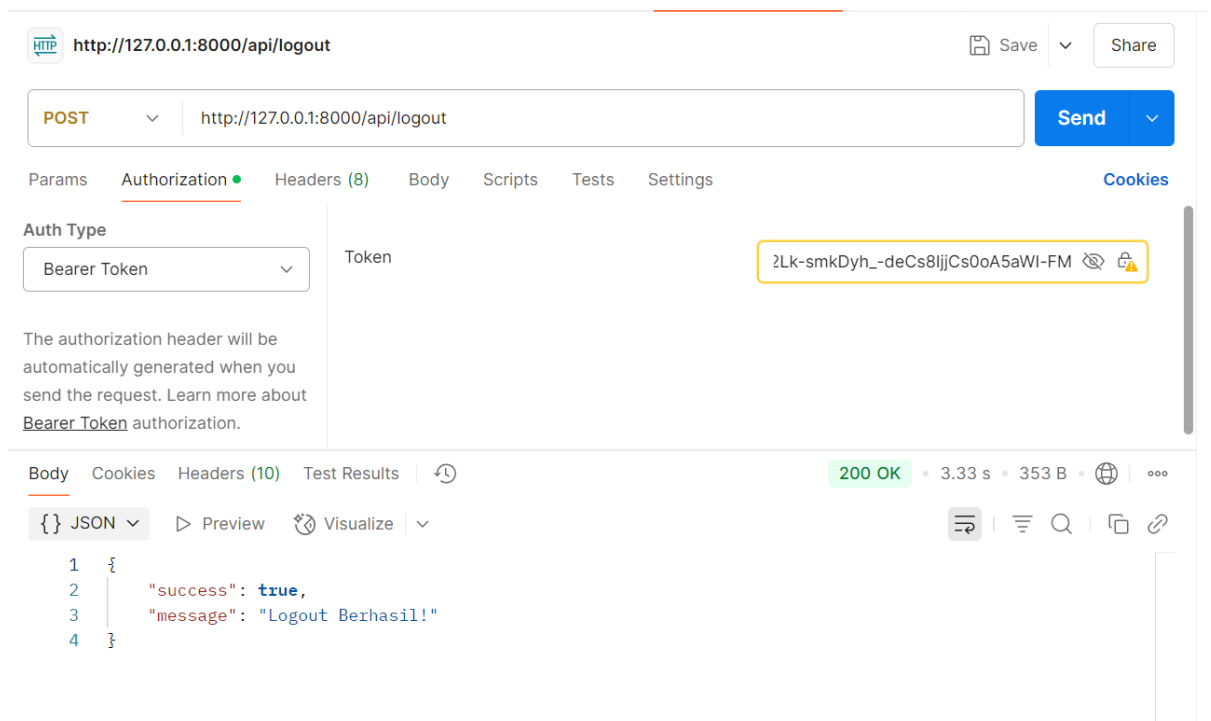 HTTP http://127.0.0.1:8000/api/logout Save Share
POST http://127.0.0.1:8000/api/logout Send
Params Authorization Headers (8) Body Scripts Tests Settings Cookies
Auth Type
Bearer Token
Token
2Lk-smkDyh_-deCs8ljjCs0oA5aWI-FM
The authorization header will be
automatically generated when you
send the request. Learn more about
Bearer Token authorization.
Body Cookies Headers (10) Test Results 200 OK • 3.33 s • 353 B •
{} JSON Preview Visualize
1 {
2 "success": true,
3 "message": "Logout Berhasil!"
4 }